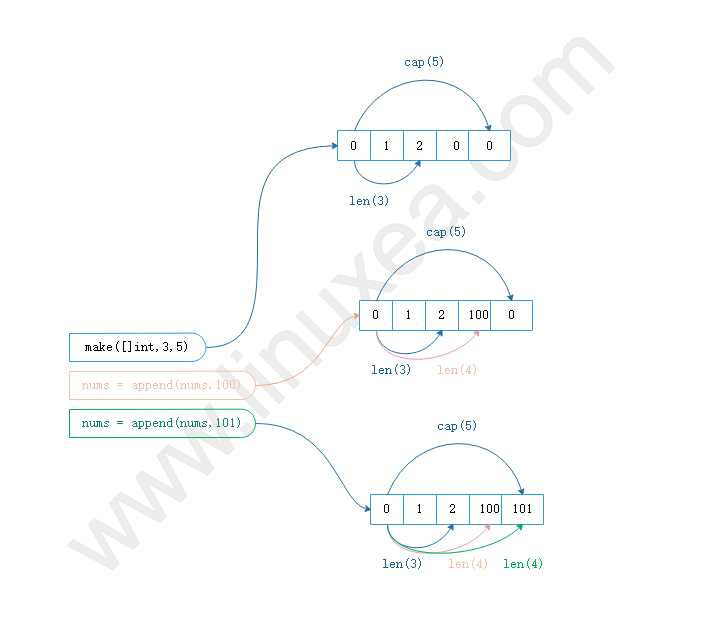 cap(5)
0 1 2 0 0
len(3)
cap(5)
0 1 2 100 0
len(3) len(4)
make([]int,3,5)
nums = append(nums,100)
nums = append(nums,101)
cap(5)
0 1 2 100 101
len(3) len(4) len(4)
www.linuxea.com